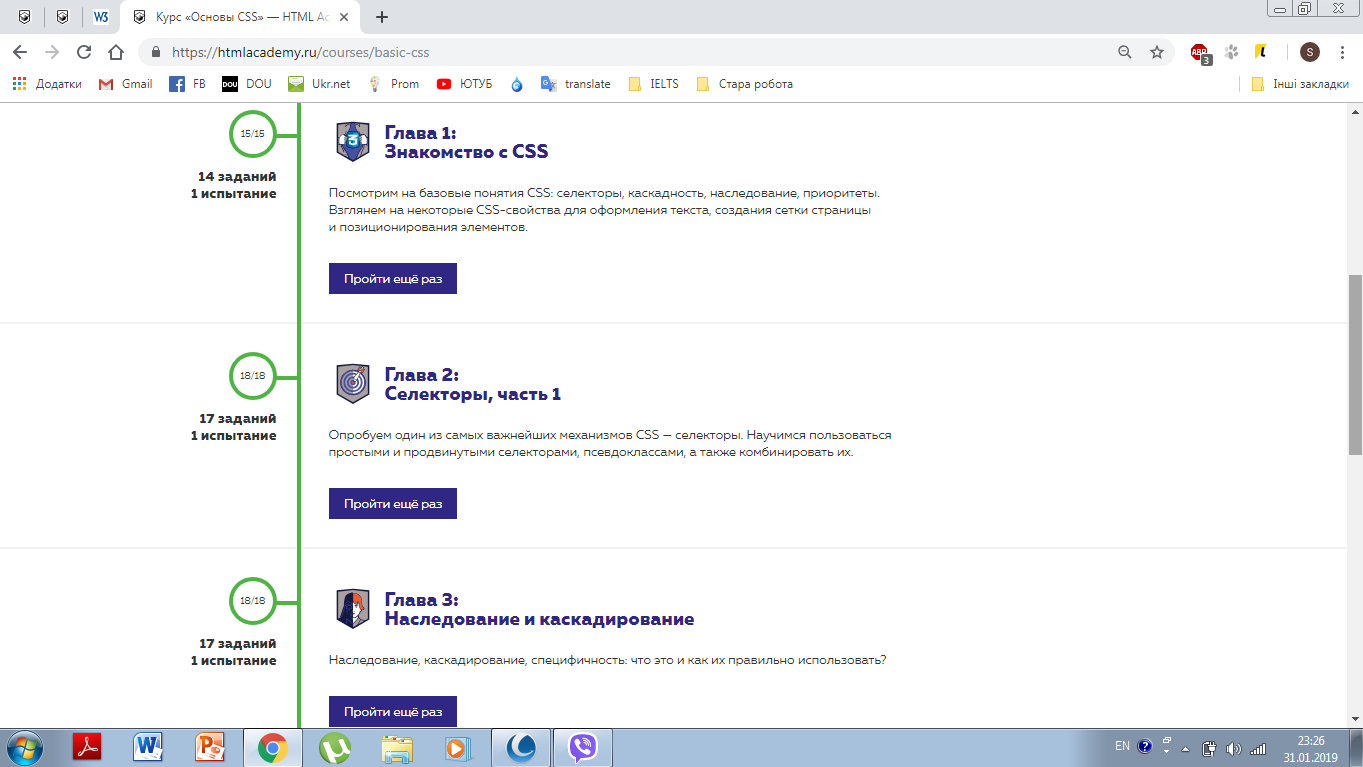 W3
Курс «Основы CSS» — HTML Ac
https://htmlacademy.ru/courses/basic-css
ABP
3
S
Додатки
Gmail
FB
DOU
DOU
Ukr.net
Prom
ЮТУБ
translate
IELTS
Стара робота
Інші закладки
15/15
14 заданий
1 испытание
Глава 1:
Знакомство с CSS
Посмотрим на базовые понятия CSS: селекторы, каскадность, наследование, приоритеты.
Взглянем на некоторые CSS-свойства для оформления текста, создания сетки страницы
и позиционирования элементов.
Пройти ещё раз
18/18
17 заданий
1 испытание
Глава 2:
Селекторы, часть 1
Опробуем один из самых важнейших механизмов CSS — селекторы. Научимся пользоваться
простыми и продвинутыми селекторами, псевдоклассами, а также комбинировать их.
Пройти ещё раз
18/18
17 заданий
1 испытание
Глава 3:
Наследование и каскадирование
Наследование, каскадирование, специфичность: что это и как их правильно использовать?
Пройти ещё раз
EN
23:26
31.01.2019